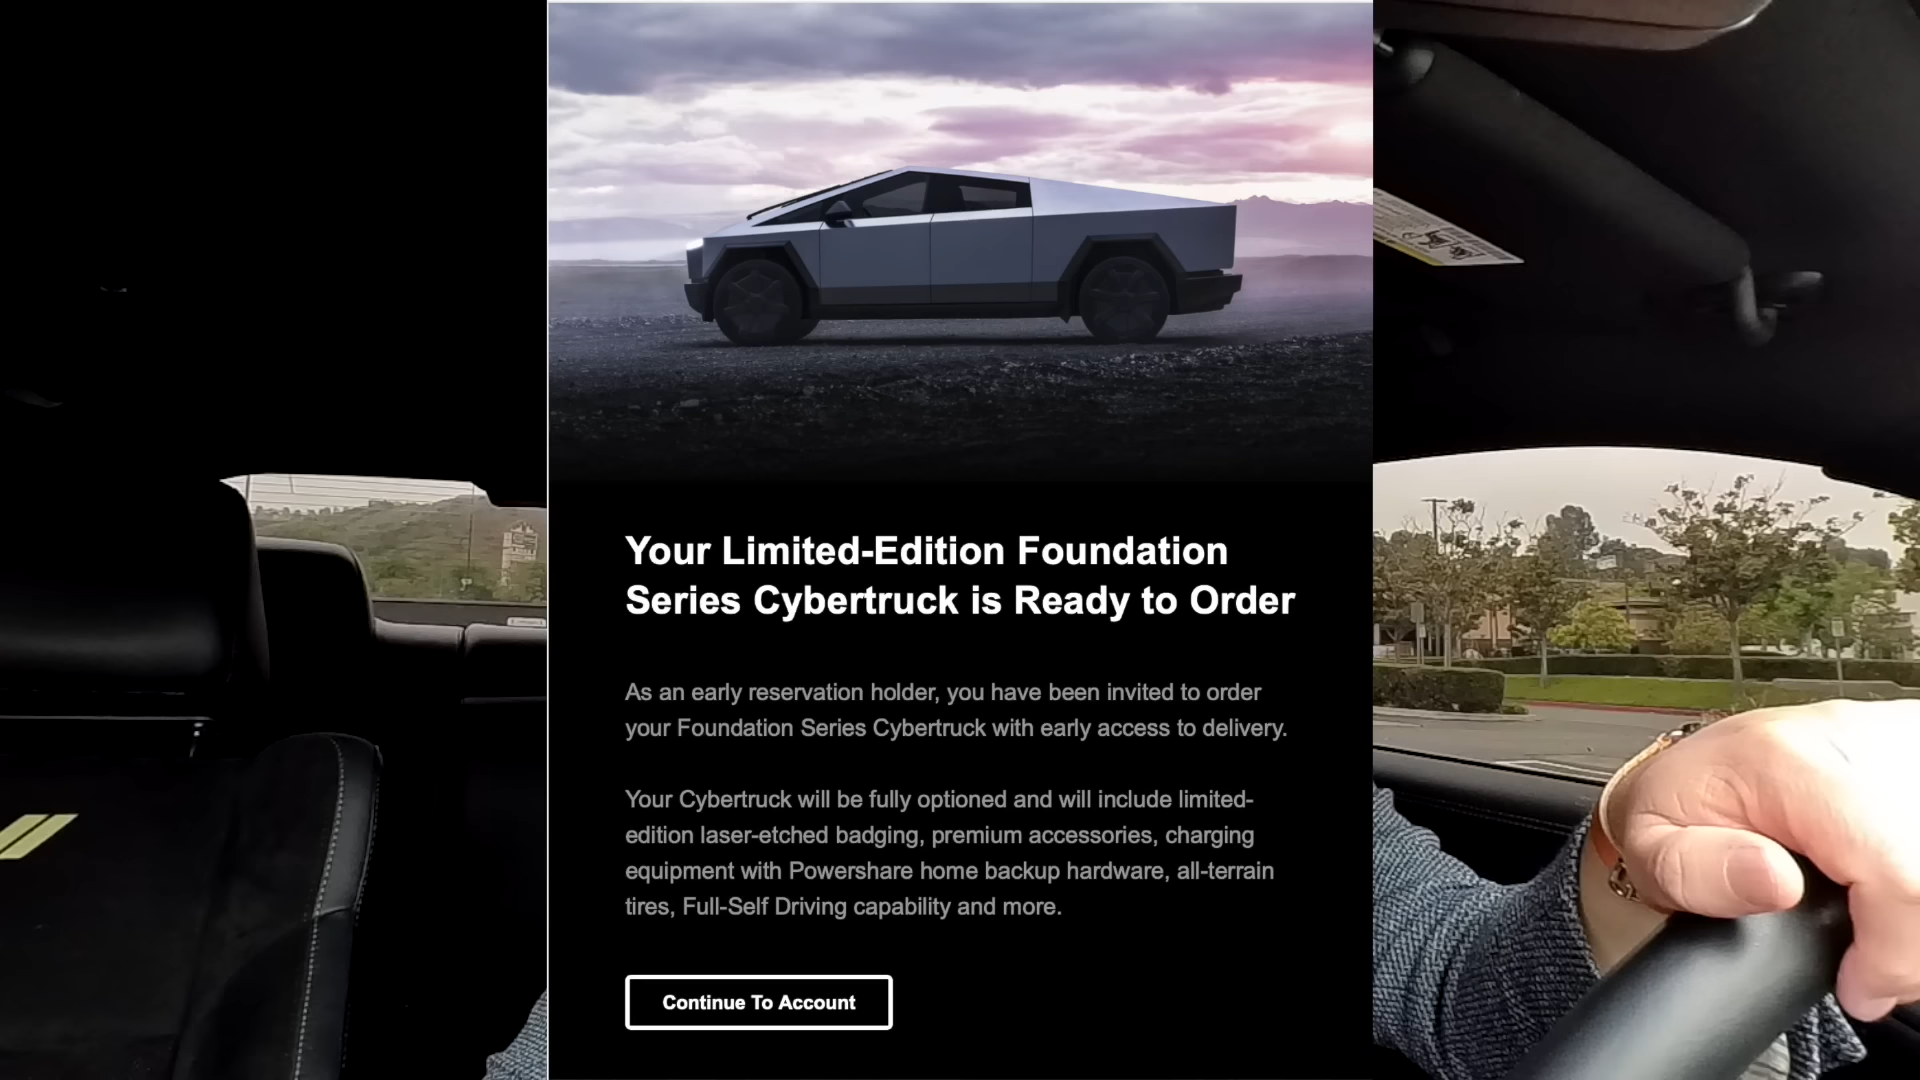 Your Limited-Edition Foundation
Series Cybertruck is Ready to Order
As an early reservation holder, you have been invited to order
your Foundation Series Cybertruck with early access to delivery.
Your Cybertruck will be fully optioned and will include limited-
edition laser-etched badging, premium accessories, charging
equipment with Powershare home backup hardware, all-terrain
tires, Full-Self Driving capability and more.
Continue To Account